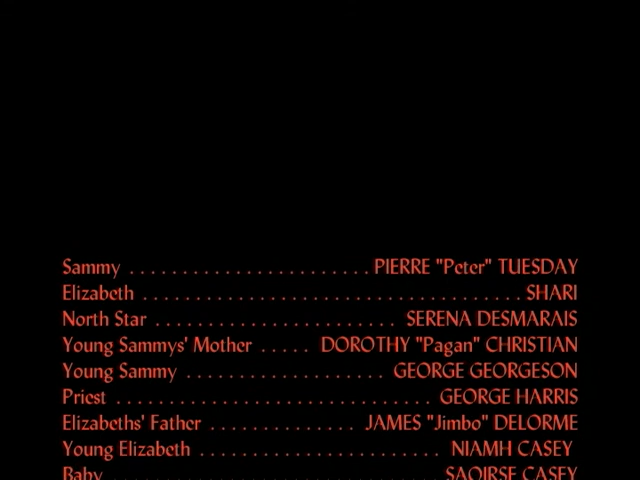 Sammy . . . . . . . . . . . . . . . . . . . . . . . . . . . PIERRE "Peter" TUESDAY
Elizabeth . . . . . . . . . . . . . . . . . . . . . . . . . . . . . . . . . . . . . SHARI
North Star . . . . . . . . . . . . . . . . . . . . . . . . SERENA DESMARAIS
Young Sammys' Mother . . . . . DOROTHY "Pagan" CHRISTIAN
Young Sammy . . . . . . . . . . . . . . . . . . . GEORGE GEORGESON
Priest . . . . . . . . . . . . . . . . . . . . . . . . . . . . . . GEORGE HARRIS
Elizabeths' Father . . . . . . . . . . . . . . JAMES "Jimbo" DELORME
Young Elizabeth . . . . . . . . . . . . . . . . . . . . . . . NIAMH CASEY
Baby . . . . . . . . . . . . . . . . . . . . . . . . . . . . . . . . SAOIRSE CASEY